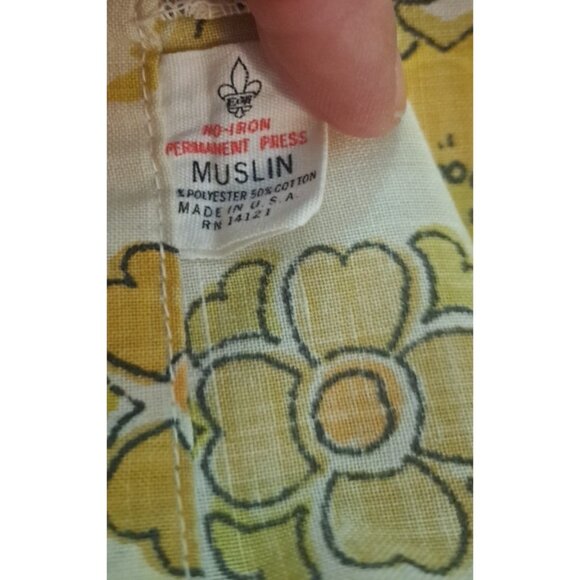 NO-IRON
PERMANENT PRESS
MUSLIN
% POLYESTER 50% COTTON
MADE IN U.S.A.
RN 14121